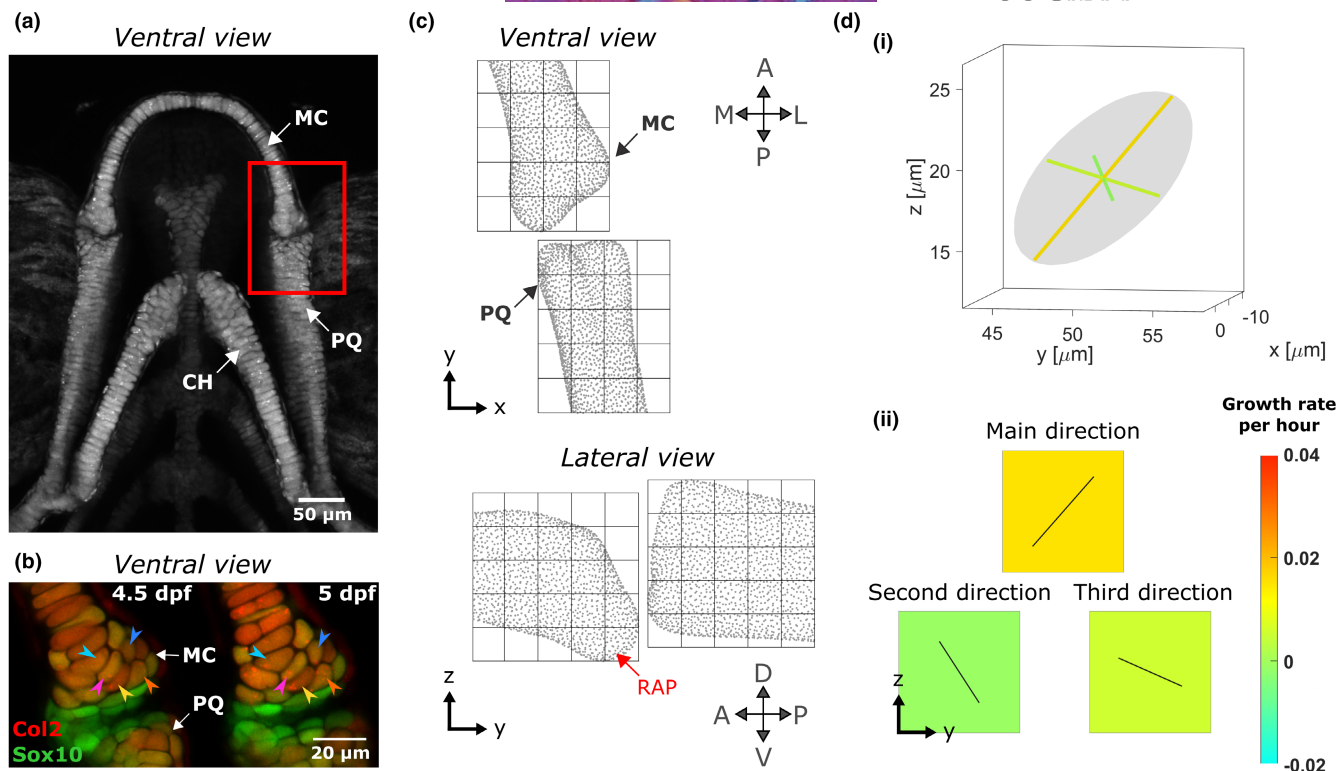 (a)
Ventral view
MC
PQ
CH
50 µm
(b)
Ventral view
4.5 dpf
5 dpf
MC
PQ
Col2
Sox10
20 µm
(c)
Ventral view
MC
A
M
L
P
PQ
y
x
Lateral view
RAP
z
y
D
A
P
V
(d)
(i)
25
20
15
z [µm]
45
50
55
y [µm]
0
-10
x [µm]
(ii)
Main direction
Second direction
Third direction
z
y
Growth rate
per hour
0.04
0.02
0
-0.02